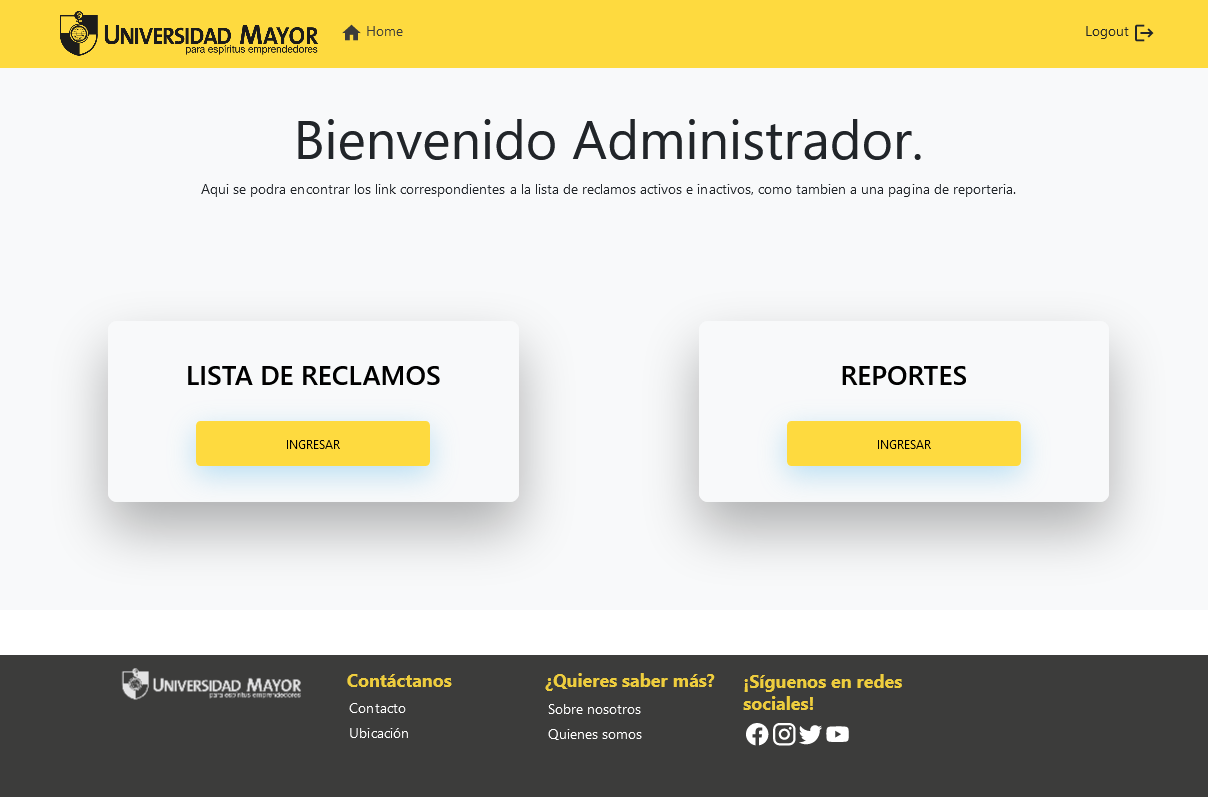 UNIVERSIDAD MAYOR
para espíritus emprendedores
Home
Logout
Bienvenido Administrador.
Aqui se podra encontrar los link correspondientes a la lista de reclamos activos e inactivos, como tambien a una pagina de reporteria.
LISTA DE RECLAMOS
INGRESAR
REPORTES
INGRESAR
UNIVERSIDAD MAYOR
para espíritus emprendedores
Contáctanos
Contacto
Ubicación
¿Quieres saber más?
Sobre nosotros
Quienes somos
¡Síguenos en redes
sociales!